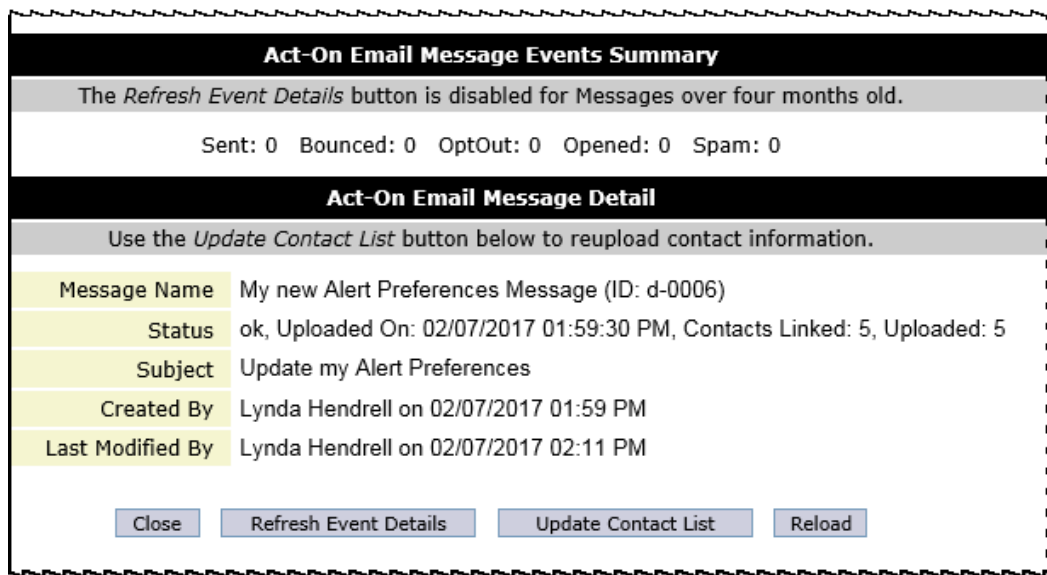 Act-On Email Message Events Summary
The Refresh Event Details button is disabled for Messages over four months old.
Sent: 0 Bounced: 0 OptOut: 0 Opened: 0 Spam: 0
Act-On Email Message Detail
Use the Update Contact List button below to reupload contact information.
Message Name My new Alert Preferences Message (ID: d-0006)
Status ok, Uploaded On: 02/07/2017 01:59:30 PM, Contacts Linked: 5, Uploaded: 5
Subject Update my Alert Preferences
Created By Lynda Hendrell on 02/07/2017 01:59 PM
Last Modified By Lynda Hendrell on 02/07/2017 02:11 PM
Close Refresh Event Details Update Contact List Reload